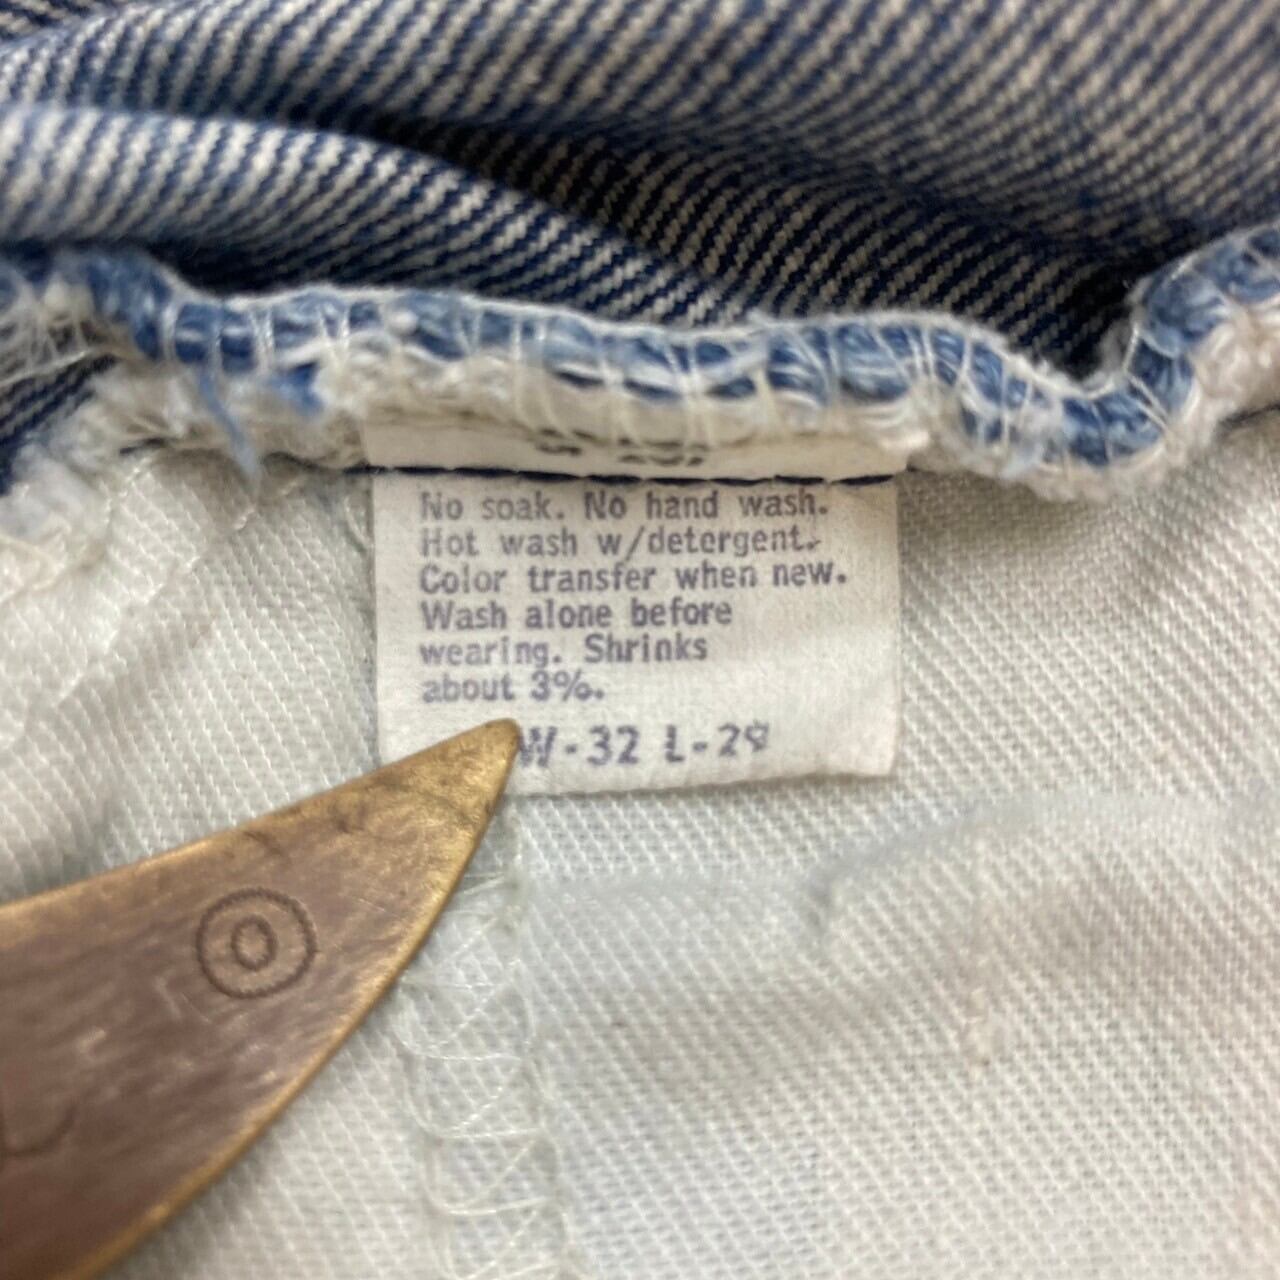 No soak. No hand wash.
Hot wash w/detergent.
Color transfer when new.
Wash alone before
wearing. Shrinks
about 3%.
W-32 L-29
O